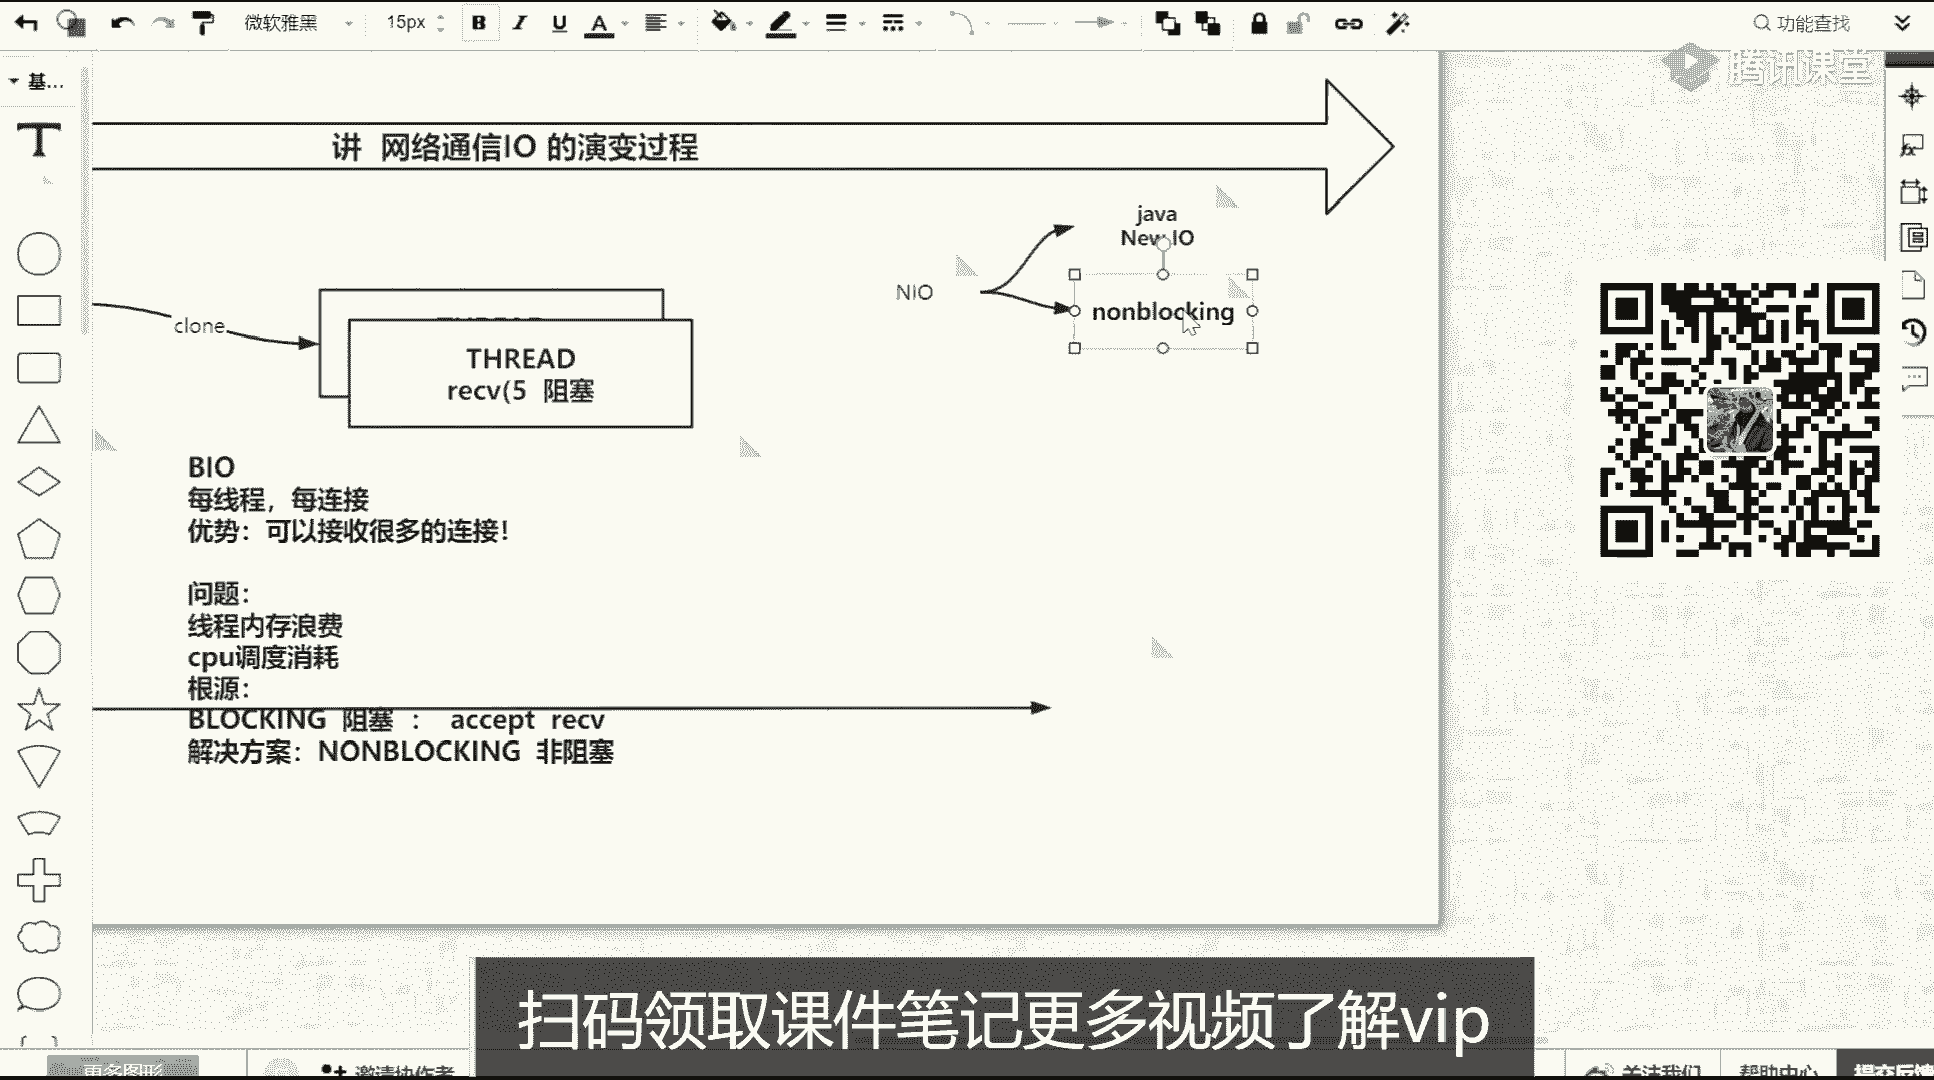 微软雅黑
15px
B
I
U
A
功能查找
腾讯课堂
基...
T
讲 网络通信IO 的演变过程
java
New IO
NIO
nonblocking
clone
THREAD
recv(5 阻塞
BIO
每线程，每连接
优势：可以接收很多的连接！
问题：
线程内存浪费
cpu调度消耗
根源：
BLOCKING 阻塞 ： accept recv
解决方案：NONBLOCKING 非阻塞
扫码领取课件笔记更多视频了解vip
更多图形
邀请协作者
关注我们
帮助中心
提交反馈